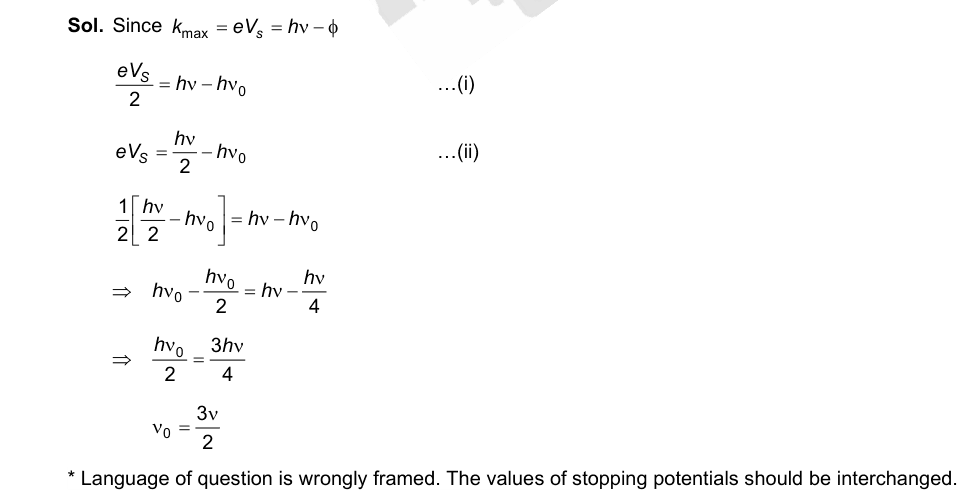 Sol. Since k_max = eV_s = hν – ϕ
eV_S/2 = hν – hν_0 …(i)
eV_S = hν/2 – hν_0 …(ii)
1/2[hν/2 – hν_0] = hν – hν_0
⇒ hν_0 – hν_0/2 = hν – hν/4
⇒ hν_0/2 = 3hν/4
ν_0 = 3ν/2
* Language of question is wrongly framed. The values of stopping potentials should be interchanged.